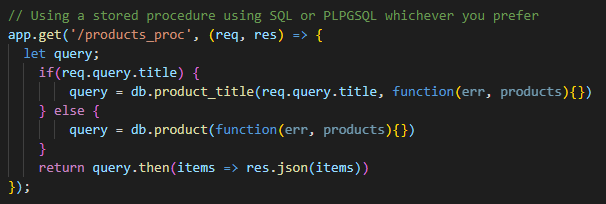 // Using a stored procedure using SQL or PLPGSQL whichever you prefer
app.get('/products_proc', (req, res) => {
  let query;
    if(req.query.title) {
        query = db.product_title(req.query.title, function(err, products){})
    } else {
        query = db.product(function(err, products){})
    }
    return query.then(items => res.json(items))
});